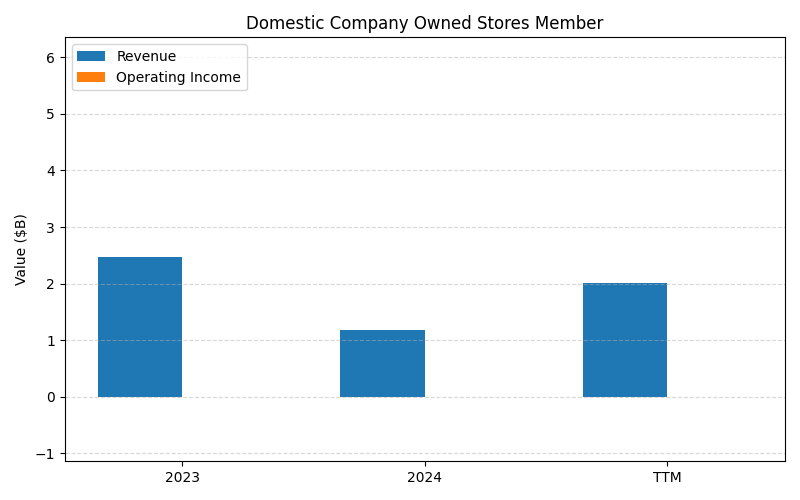 Domestic Company Owned Stores Member
Revenue
Operating Income
Value ($B)
6
5
4
3
2
1
0
−1
2023
2024
TTM